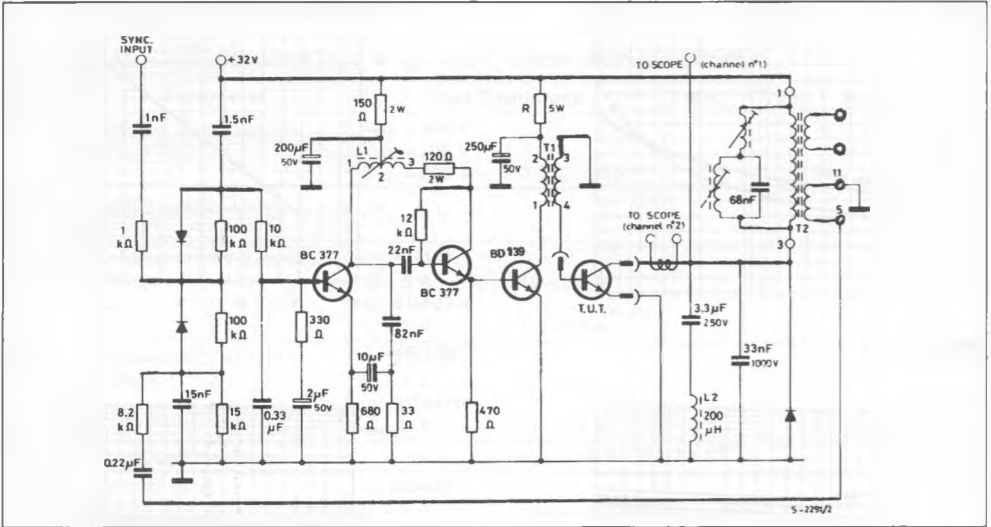 SYNC.
INPUT
+32V
TO SCOPE (channel n°1)
1
1nF
1.5nF
150
Ω
2W
R
5W
200µF
50V
L1
1
2
3
120Ω
2W
250µF
50V
T1
2
3
1
4
68nF
11
5
T2
3
1
kΩ
100
kΩ
10
kΩ
12
kΩ
22nF
BC 377
BC 377
BD 139
TO SCOPE
(channel n°2)
T.U.T.
100
kΩ
330
Ω
82nF
3.3µF
250V
33nF
1000V
10µF
50V
8.2
kΩ
15nF
15
kΩ
0.33
µF
2µF
50V
680
Ω
33
Ω
470
Ω
L2
200
µH
0.22µF
S-2291/2